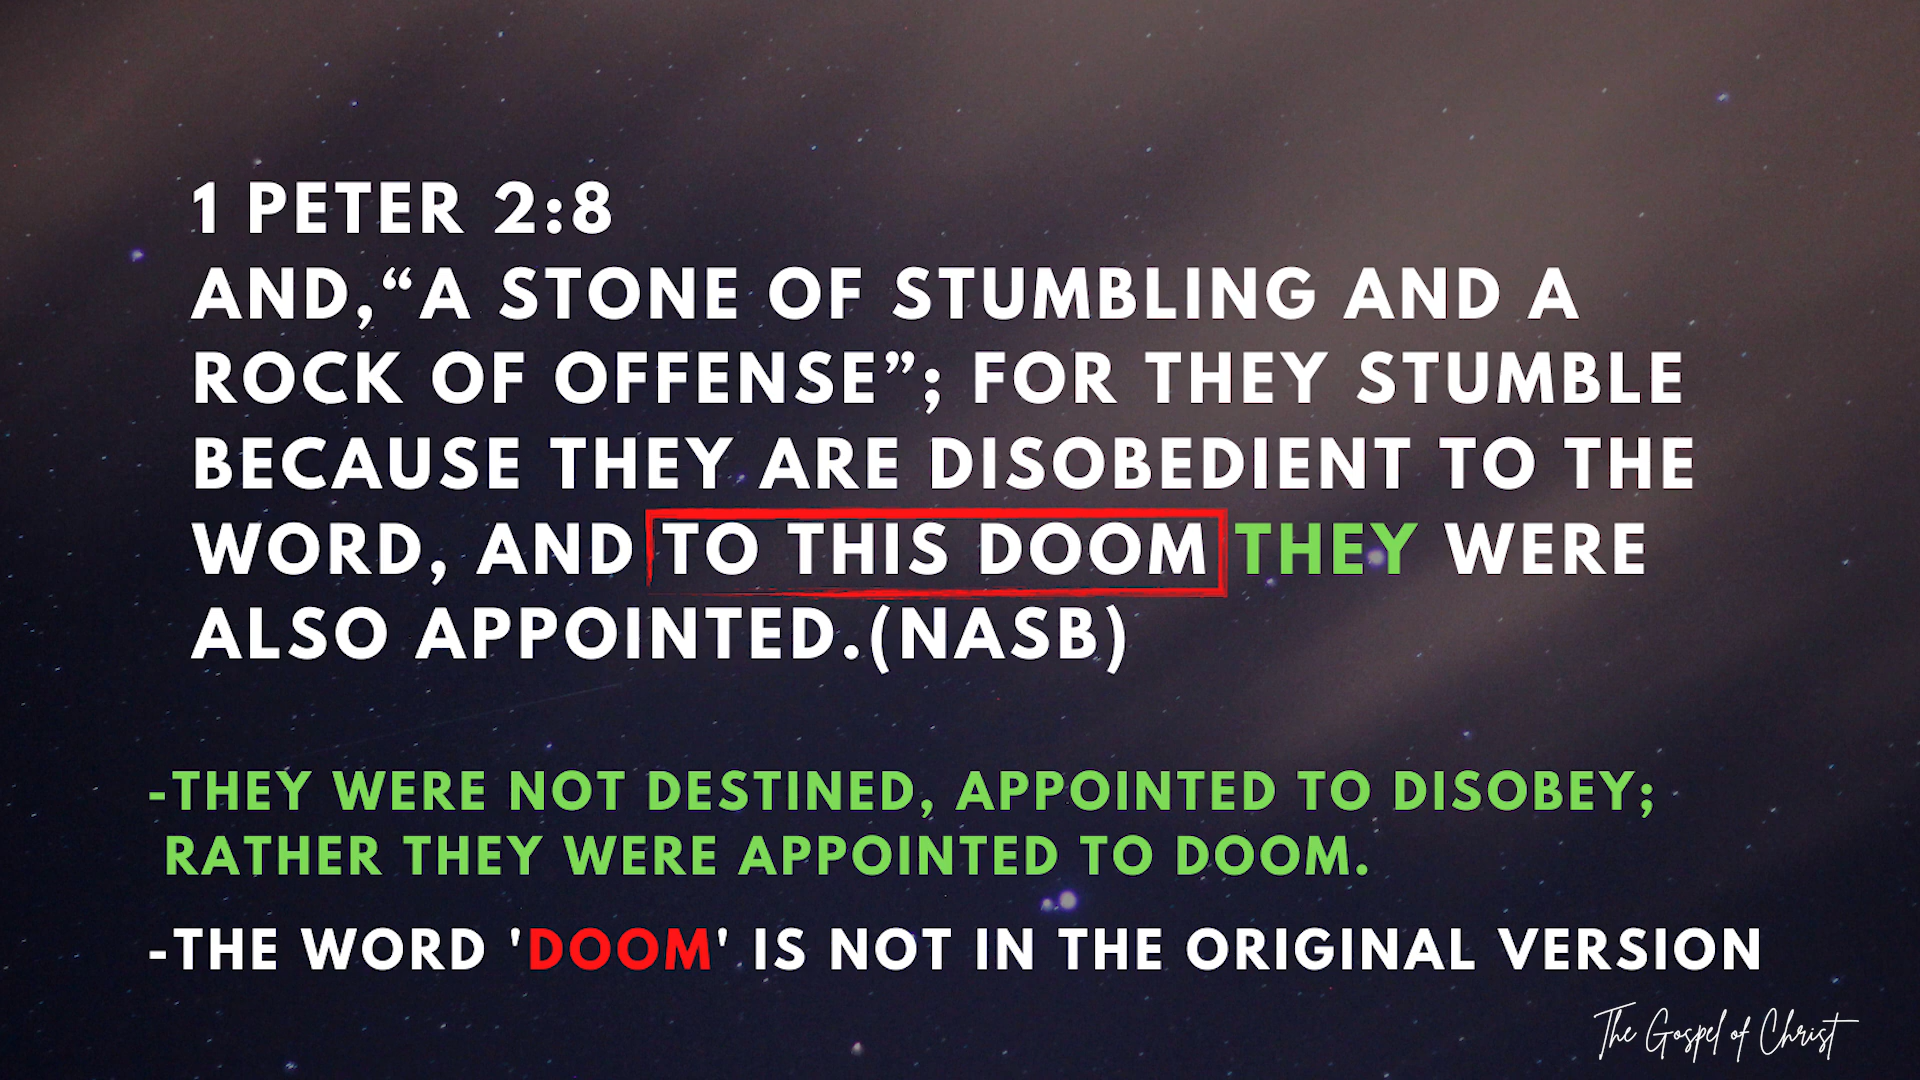 1 PETER 2:8
AND,“A STONE OF STUMBLING AND A
ROCK OF OFFENSE”; FOR THEY STUMBLE
BECAUSE THEY ARE DISOBEDIENT TO THE
WORD, AND TO THIS DOOM THEY WERE
ALSO APPOINTED.(NASB)
-THEY WERE NOT DESTINED, APPOINTED TO DISOBEY;
RATHER THEY WERE APPOINTED TO DOOM.
-THE WORD 'DOOM' IS NOT IN THE ORIGINAL VERSION
The Gospel of Christ